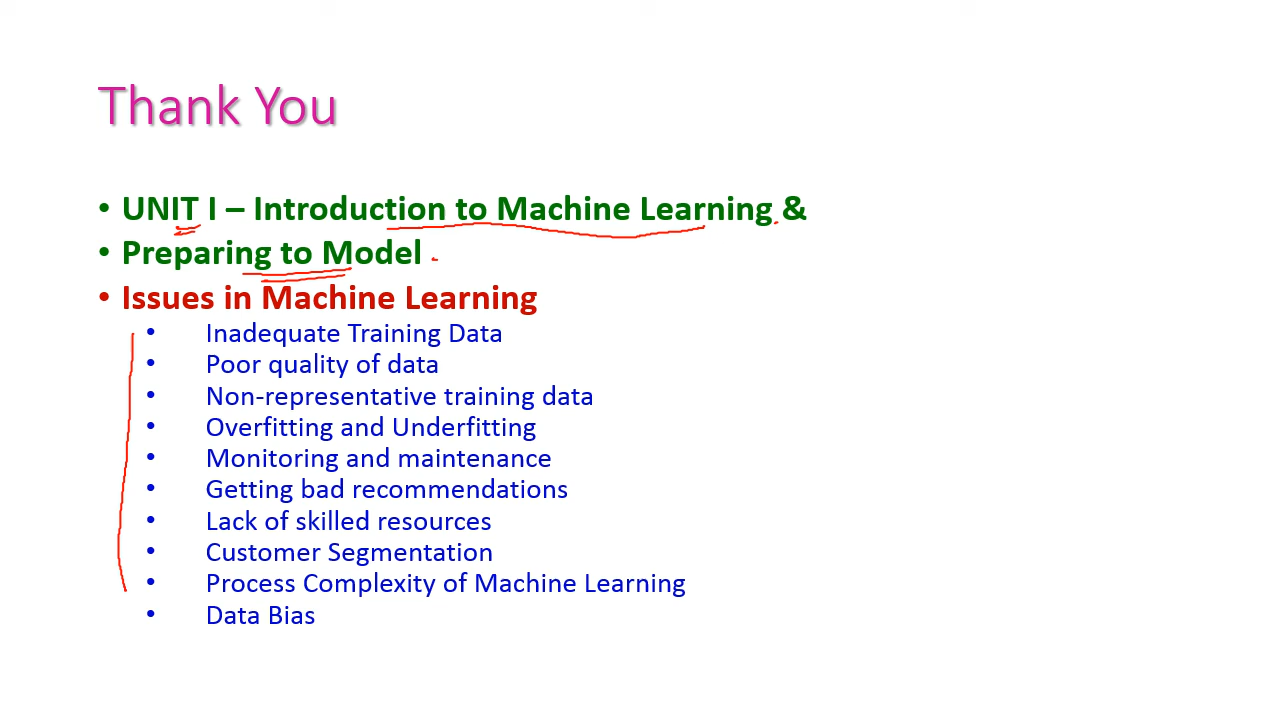 Thank You
• UNIT I – Introduction to Machine Learning &
• Preparing to Model
• Issues in Machine Learning
• Inadequate Training Data
• Poor quality of data
• Non-representative training data
• Overfitting and Underfitting
• Monitoring and maintenance
• Getting bad recommendations
• Lack of skilled resources
• Customer Segmentation
• Process Complexity of Machine Learning
• Data Bias